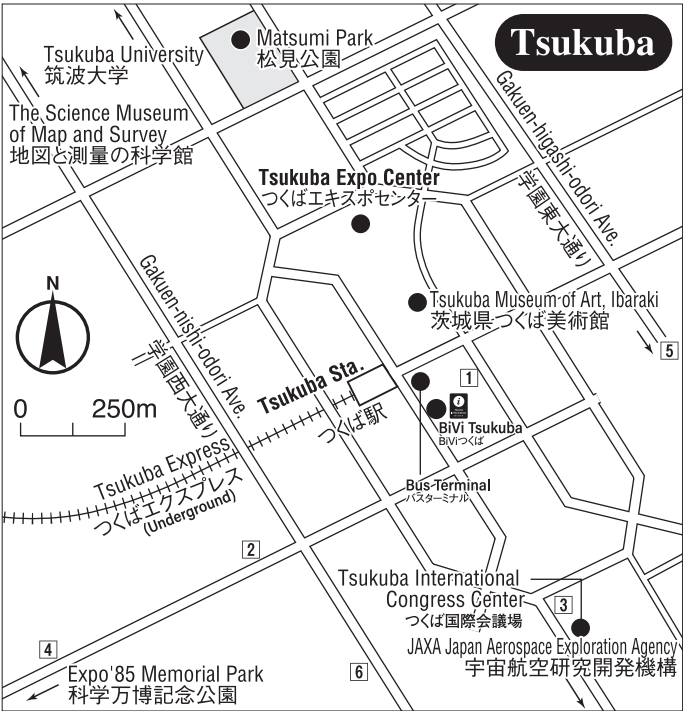 Tsukuba
Matsumi Park
松見公園
Tsukuba University
筑波大学
The Science Museum
of Map and Survey
地図と測量の科学館
Gakuen-higashi-odori Ave.
学園東大通り
Tsukuba Expo Center
つくばエキスポセンター
Gakuen-nishi-odori Ave.
学園西大通り
N
0 250m
Tsukuba Museum of Art, Ibaraki
茨城県つくば美術館
5
Tsukuba Sta.
つくば駅
1
i
BiVi Tsukuba
BiViつくば
Bus Terminal
バスターミナル
Tsukuba Express
つくばエクスプレス
(Underground)
2
Tsukuba International
Congress Center
つくば国際会議場
3
JAXA Japan Aerospace Exploration Agency
宇宙航空研究開発機構
4
Expo'85 Memorial Park
科学万博記念公園
6